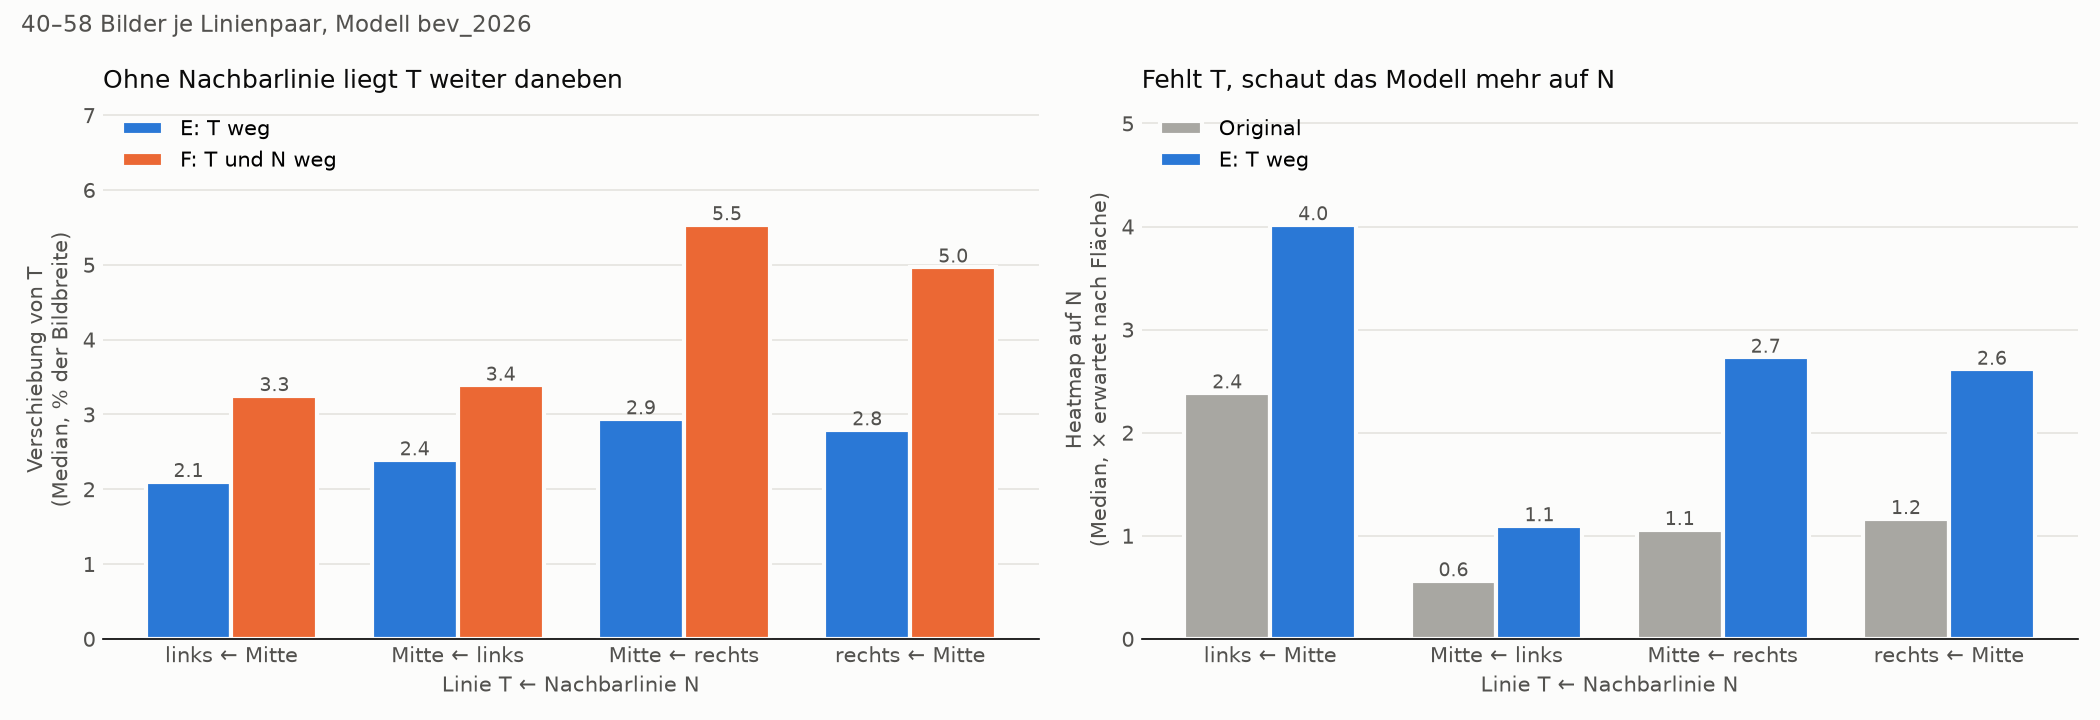 40–58 Bilder je Linienpaar, Modell bev_2026
Ohne Nachbarlinie liegt T weiter daneben
E: T weg
F: T und N weg
Verschiebung von T
(Median, % der Bildbreite)
7
6
5
4
3
2
1
0
2.1
3.3
2.4
3.4
2.9
5.5
2.8
5.0
links ← Mitte
Mitte ← links
Mitte ← rechts
rechts ← Mitte
Linie T ← Nachbarlinie N
Fehlt T, schaut das Modell mehr auf N
Original
E: T weg
Heatmap auf N
(Median, × erwartet nach Fläche)
5
4
3
2
1
0
2.4
4.0
0.6
1.1
1.1
2.7
1.2
2.6
links ← Mitte
Mitte ← links
Mitte ← rechts
rechts ← Mitte
Linie T ← Nachbarlinie N